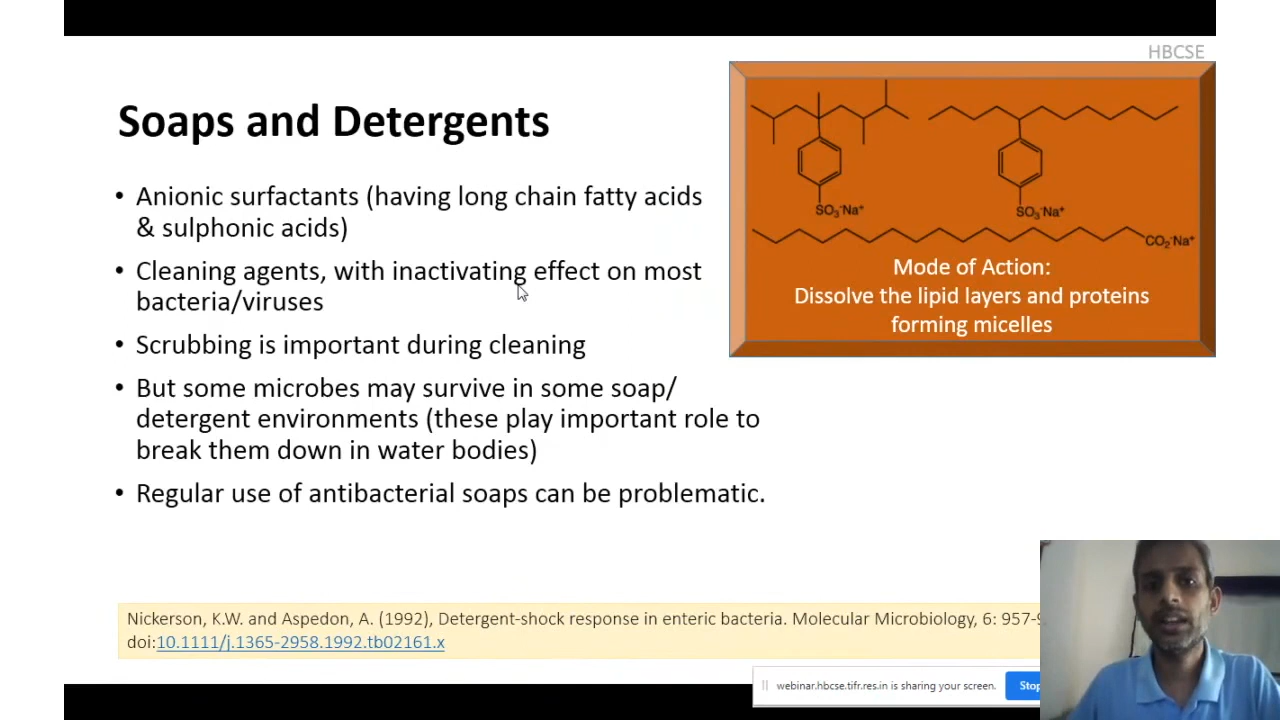 HBCSE
Soaps and Detergents
• Anionic surfactants (having long chain fatty acids
& sulphonic acids)
• Cleaning agents, with inactivating effect on most
bacteria/viruses
• Scrubbing is important during cleaning
• But some microbes may survive in some soap/
detergent environments (these play important role to
break them down in water bodies)
• Regular use of antibacterial soaps can be problematic.
SO₃⁻Na⁺
SO₃⁻Na⁺
CO₂⁻Na⁺
Mode of Action:
Dissolve the lipid layers and proteins
forming micelles
Nickerson, K.W. and Aspedon, A. (1992), Detergent-shock response in enteric bacteria. Molecular Microbiology, 6: 957-
doi:10.1111/j.1365-2958.1992.tb02161.x
webinar.hbcse.tifr.res.in is sharing your screen.
Stop